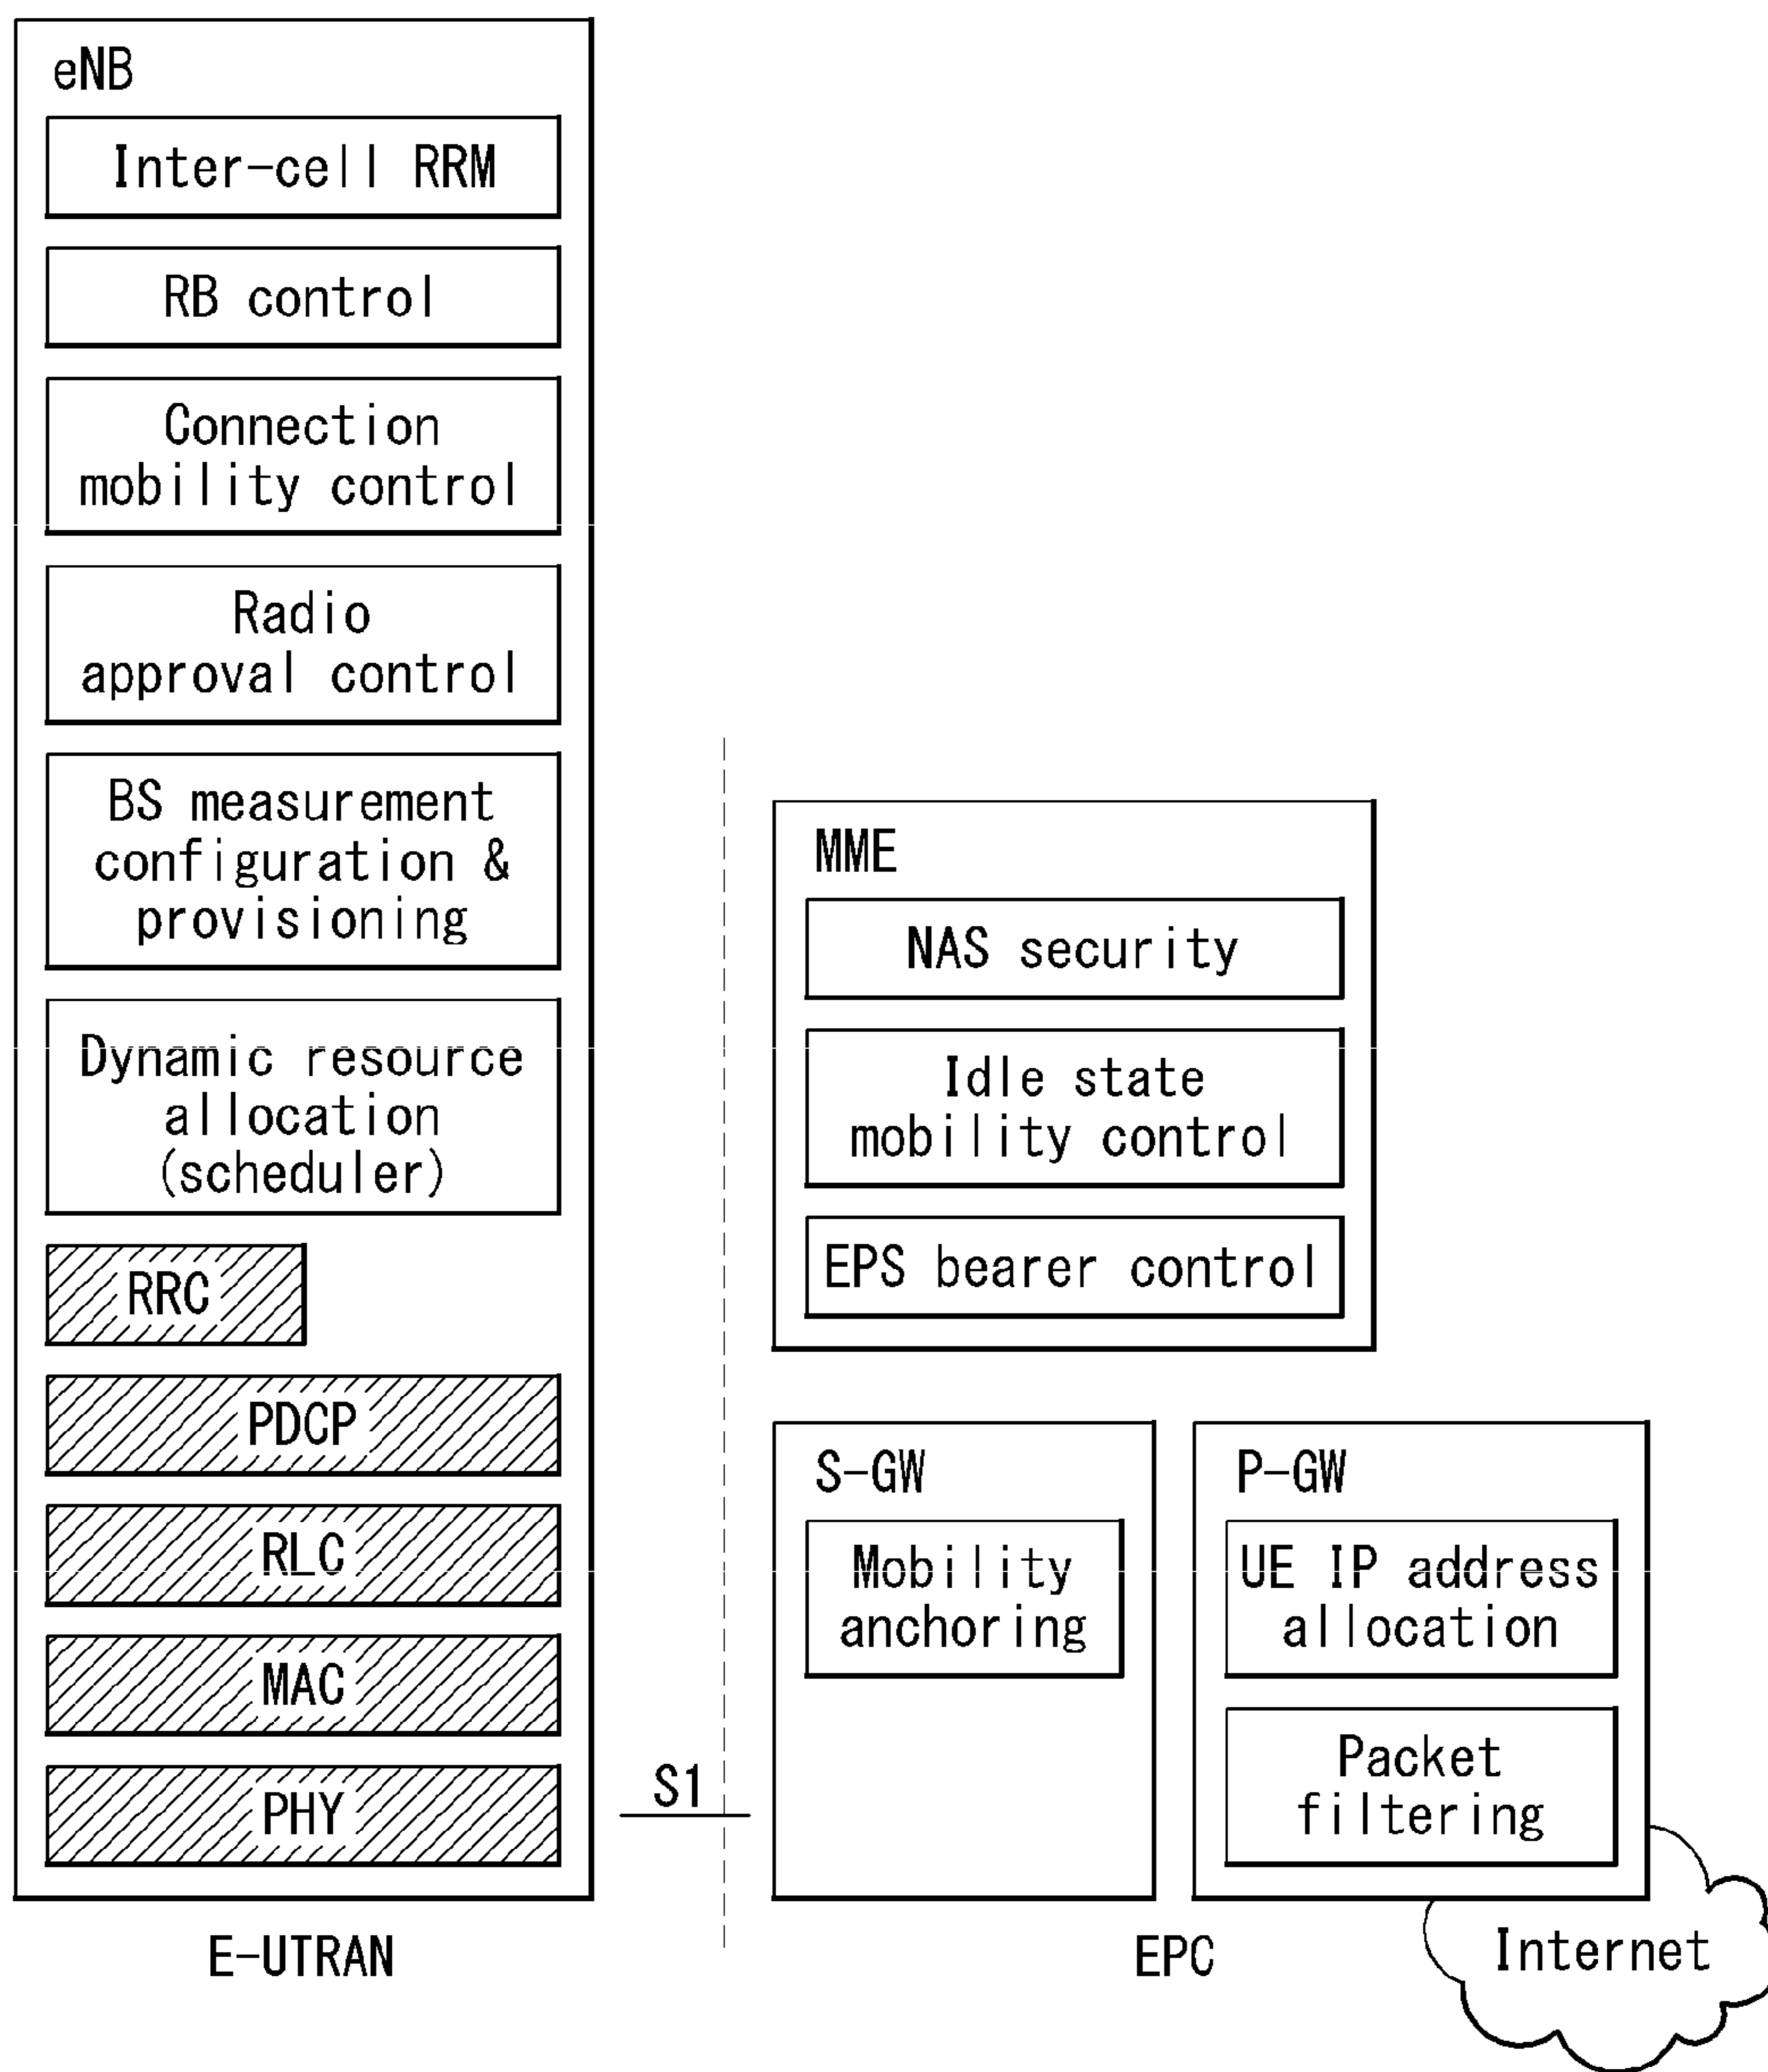 eNB
Inter-cell RRM
RB control
Connection
mobility control
Radio
approval control
BS measurement
configuration &
provisioning
Dynamic resource
allocation
(scheduler)
RRC
PDCP
RLC
MAC
PHY
E-UTRAN
S1
MME
NAS security
Idle state
mobility control
EPS bearer control
S-GW
Mobility
anchoring
P-GW
UE IP address
allocation
Packet
filtering
EPC
Internet